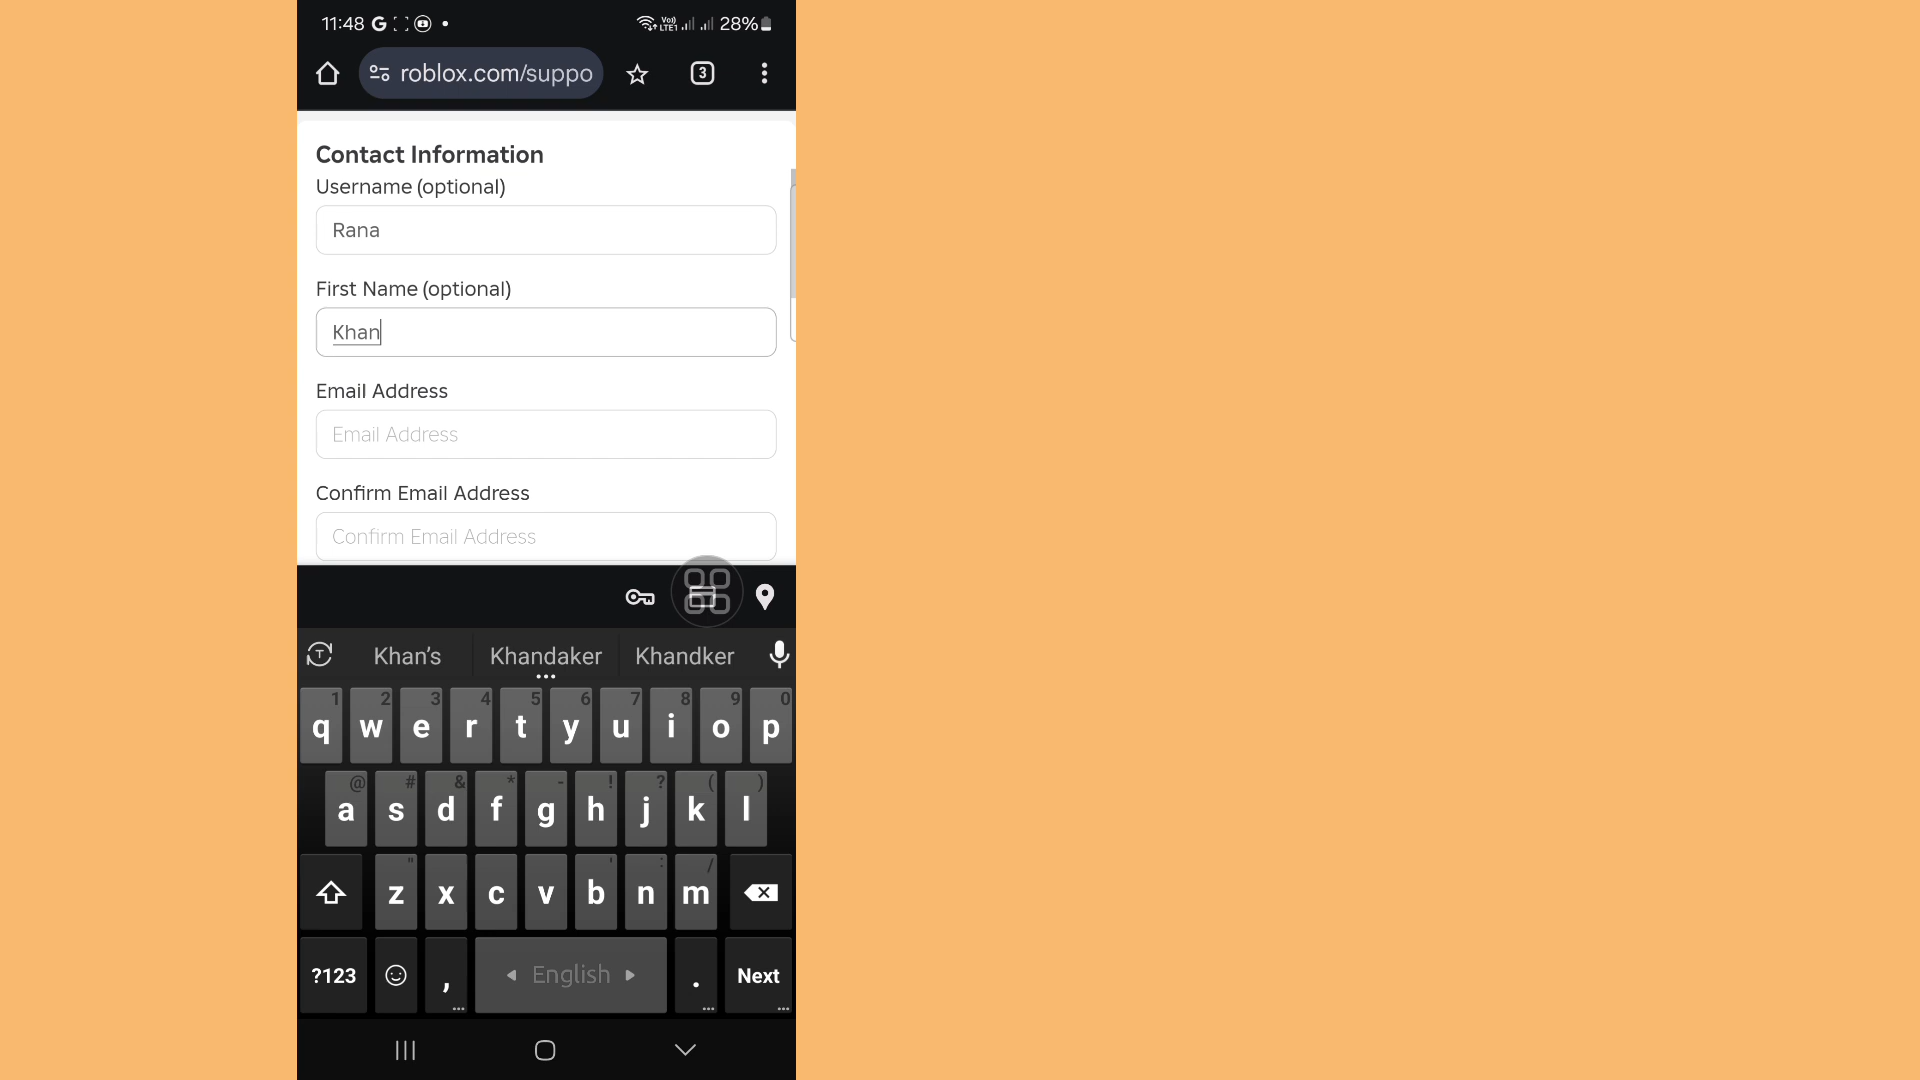 11:48 G 28%
Vo))
LTE1
roblox.com/suppo 3
Contact Information
Username (optional)
Rana
First Name (optional)
Khan
Email Address
Email Address
Confirm Email Address
Confirm Email Address
T Khan's Khandaker Khandker
1 2 3 4 5 6 7 8 9 0
q w e r t y u i o p
@ # & * - ! ? ( )
a s d f g h j k l
" ' : /
z x c v b n m
?123 , English . Next